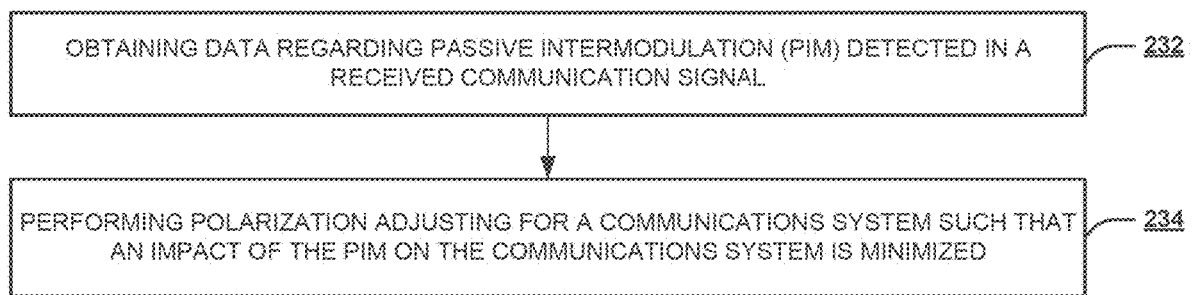 OBTAINING DATA REGARDING PASSIVE INTERMODULATION (PIM) DETECTED IN A
RECEIVED COMMUNICATION SIGNAL
232
PERFORMING POLARIZATION ADJUSTING FOR A COMMUNICATIONS SYSTEM SUCH THAT
AN IMPACT OF THE PIM ON THE COMMUNICATIONS SYSTEM IS MINIMIZED
234